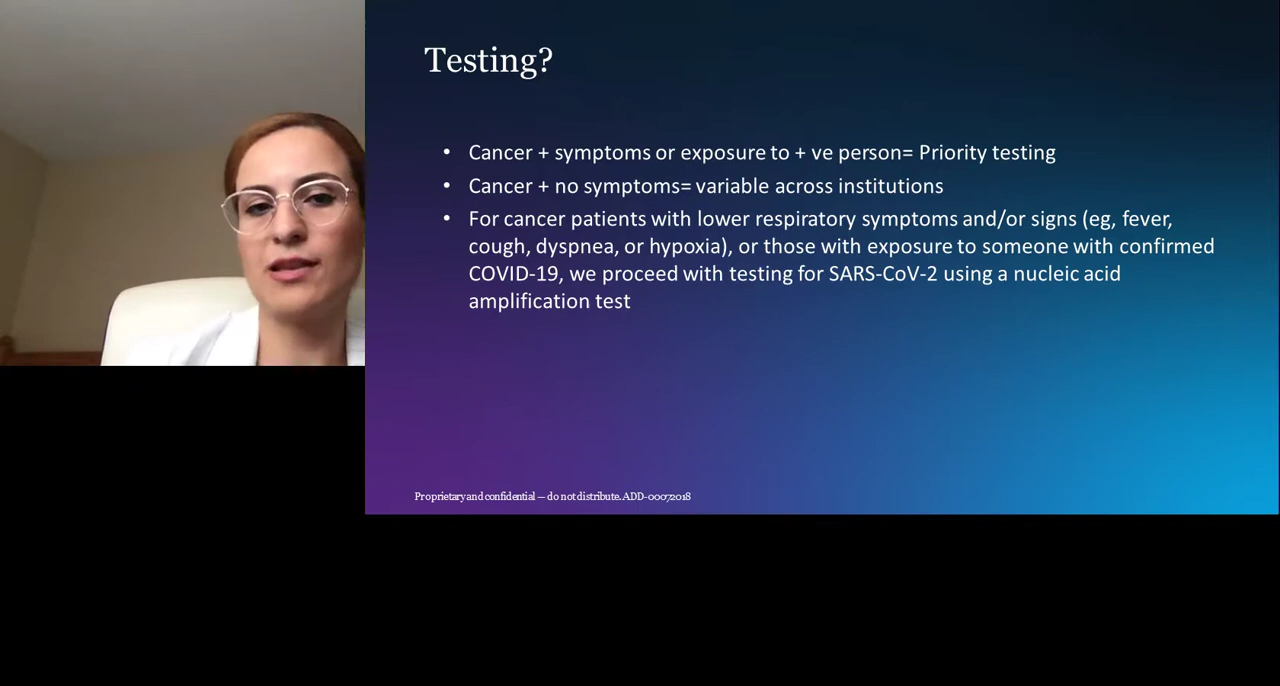 Testing?
• Cancer + symptoms or exposure to + ve person= Priority testing
• Cancer + no symptoms= variable across institutions
• For cancer patients with lower respiratory symptoms and/or signs (eg, fever,
cough, dyspnea, or hypoxia), or those with exposure to someone with confirmed
COVID-19, we proceed with testing for SARS-CoV-2 using a nucleic acid
amplification test
Proprietary and confidential — do not distribute. ADD-00072018